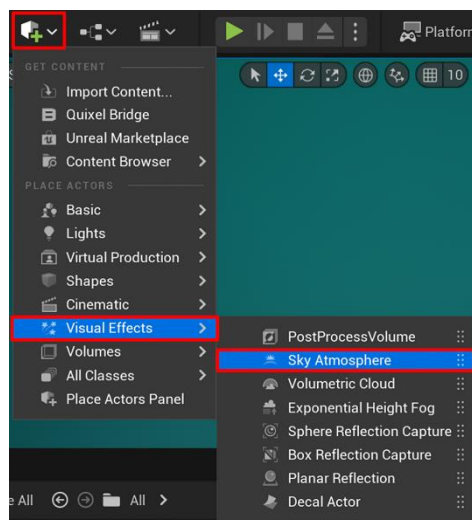 Platform
GET CONTENT
10
Import Content...
Quixel Bridge
Unreal Marketplace
Content Browser
PLACE ACTORS
Basic
Lights
Virtual Production
Shapes
Cinematic
Visual Effects
PostProcessVolume
Volumes
Sky Atmosphere
All Classes
Volumetric Cloud
Place Actors Panel
Exponential Height Fog
Sphere Reflection Capture
Box Reflection Capture
Planar Reflection
All
All
Decal Actor